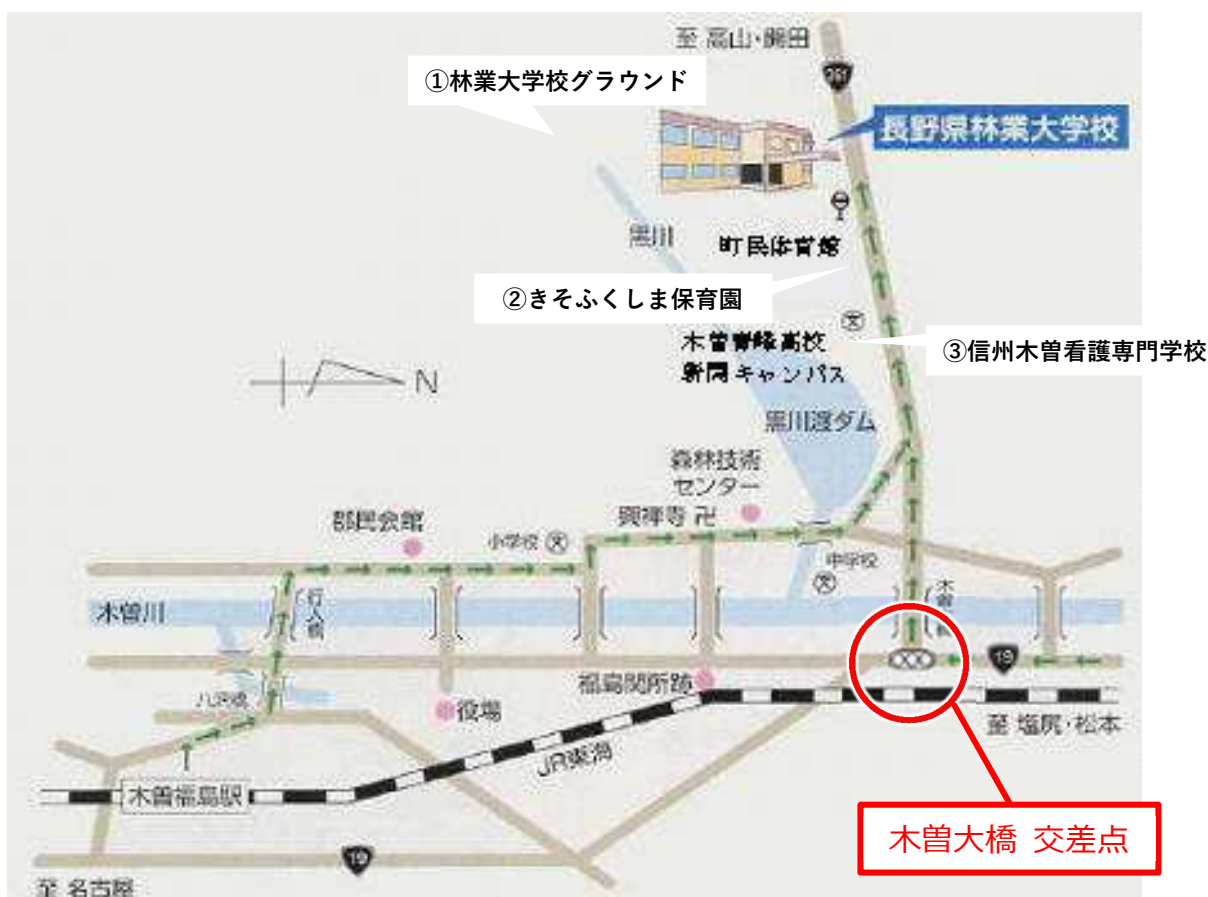 至 高山・開田
①林業大学校グラウンド
361
長野県林業大学校
黒川
町民体育館
②きそふくしま保育園
木曽青峰高校
新開キャンパス
③信州木曽看護専門学校
N
黒川渡ダム
森林技術
センター
興禅寺 卍
郡民会館
小学校 文
中学校
文
木曽川
行人橋
木曽大橋
19
八沢橋
役場
福島関所跡
至 塩尻・松本
JR東海
木曽福島駅
木曽大橋 交差点
19
至 名古屋